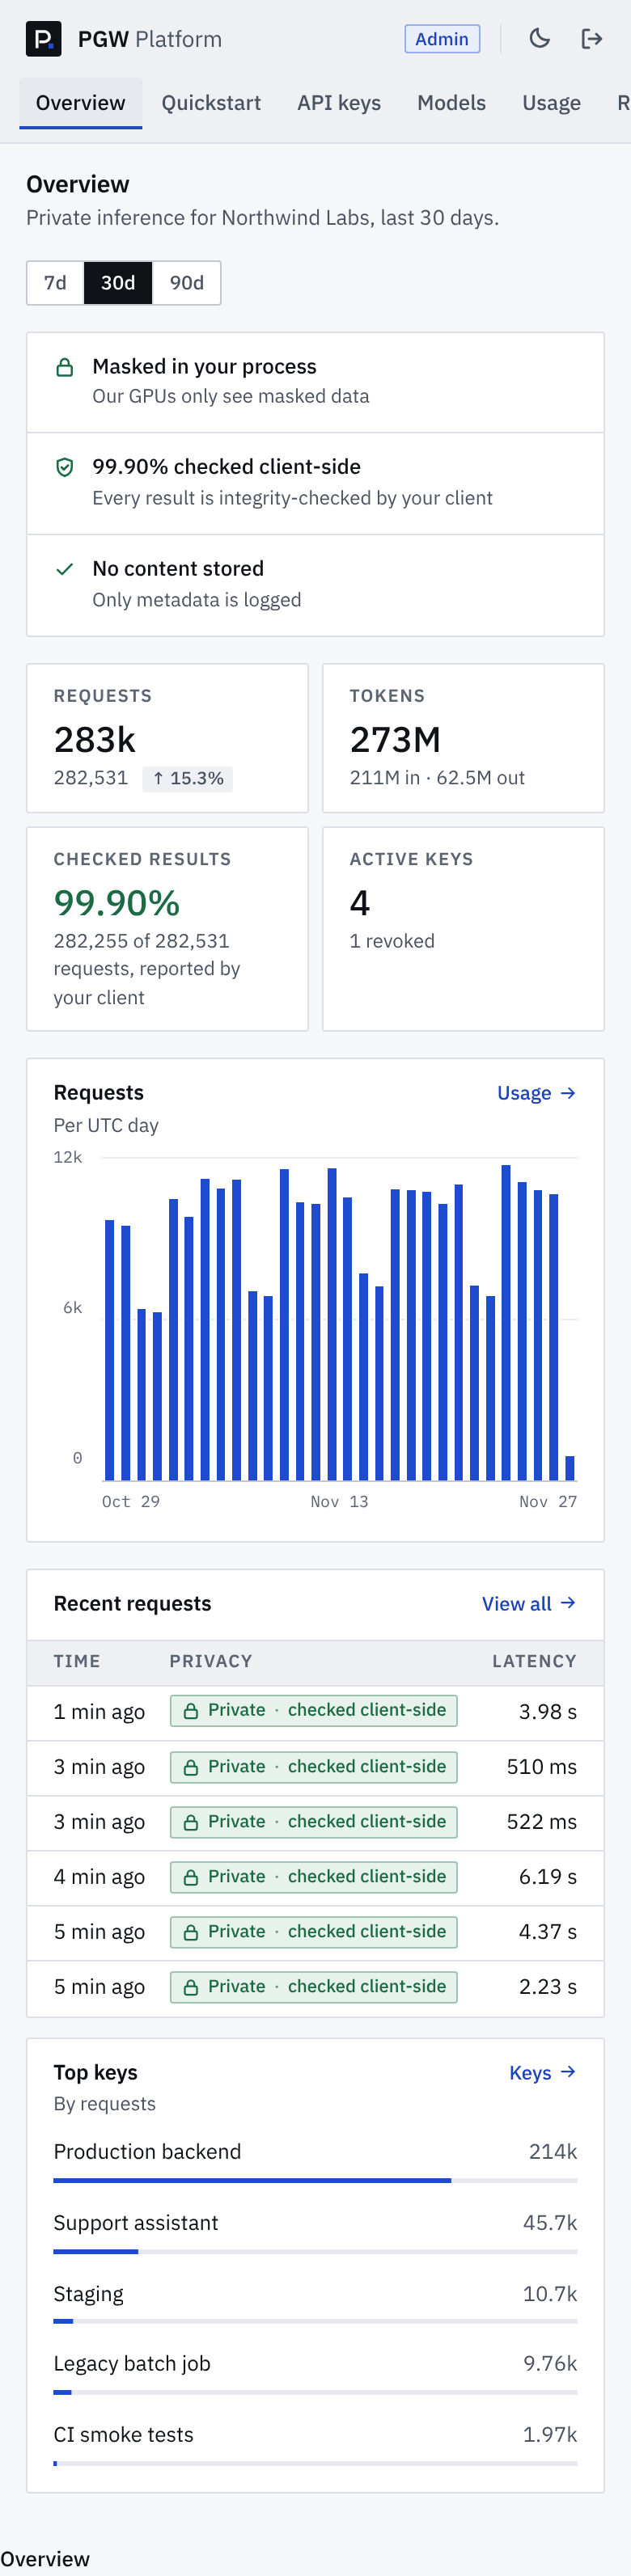 P. PGW Platform Admin
Overview Quickstart API keys Models Usage R
Overview
Private inference for Northwind Labs, last 30 days.
7d 30d 90d
Masked in your process
Our GPUs only see masked data
99.90% checked client-side
Every result is integrity-checked by your client
No content stored
Only metadata is logged
REQUESTS
283k
282,531 ↑ 15.3%
TOKENS
273M
211M in · 62.5M out
CHECKED RESULTS
99.90%
282,255 of 282,531
requests, reported by
your client
ACTIVE KEYS
4
1 revoked
Requests Usage →
Per UTC day
12k
6k
0
Oct 29 Nov 13 Nov 27
Recent requests View all →
TIME PRIVACY LATENCY
1 min ago Private · checked client-side 3.98 s
3 min ago Private · checked client-side 510 ms
3 min ago Private · checked client-side 522 ms
4 min ago Private · checked client-side 6.19 s
5 min ago Private · checked client-side 4.37 s
5 min ago Private · checked client-side 2.23 s
Top keys Keys →
By requests
Production backend 214k
Support assistant 45.7k
Staging 10.7k
Legacy batch job 9.76k
CI smoke tests 1.97k
Overview